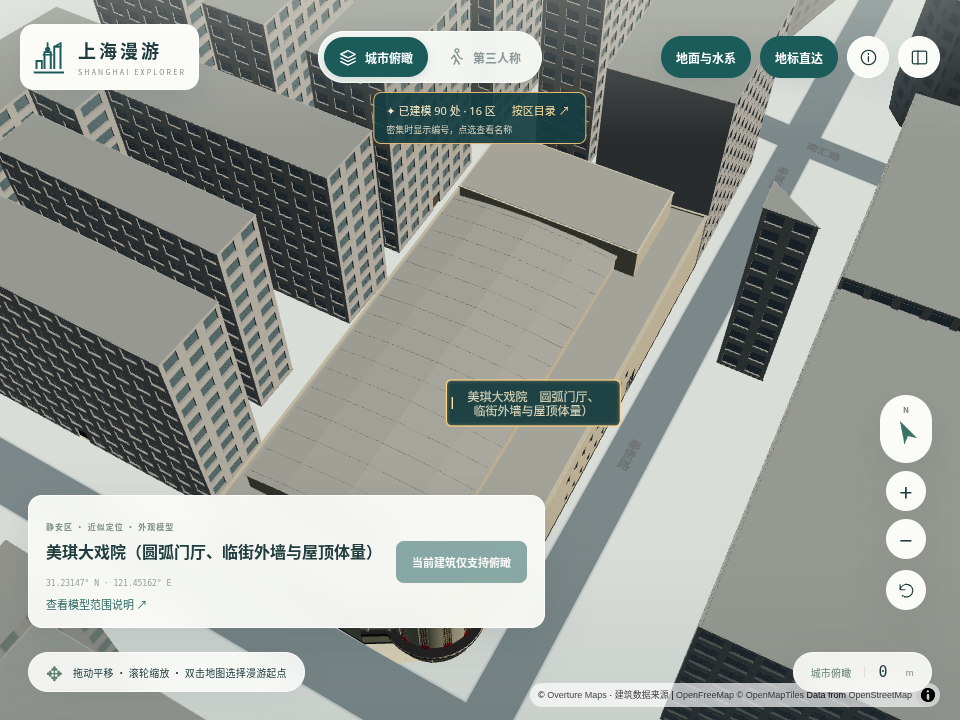 上海漫游
SHANGHAI EXPLORER
城市俯瞰
第三人称
地面与水系
地标直达
✦ 已建模 90 处 · 16 区 按区目录 ↗
密集时显示编号，点选查看名称
南汇路
美琪大戏院 圆弧门厅、
临街外墙与屋顶体量）
N
静安区 · 近似定位 · 外观模型
美琪大戏院（圆弧门厅、临街外墙与屋顶体量）
当前建筑仅支持俯瞰
31.23147° N · 121.45162° E
查看模型范围说明 ↗
拖动平移 · 滚轮缩放 · 双击地图选择漫游起点
城市俯瞰 0 m
© Overture Maps · 建筑数据来源 | OpenFreeMap © OpenMapTiles Data from OpenStreetMap